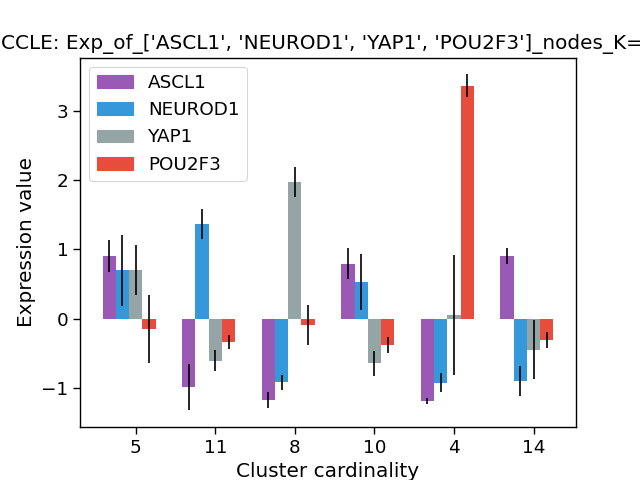 CCLE: Exp_of_['ASCL1', 'NEUROD1', 'YAP1', 'POU2F3']_nodes_K=
ASCL1
NEUROD1
YAP1
POU2F3
Expression value
3
2
1
0
−1
5 11 8 10 4 14
Cluster cardinality